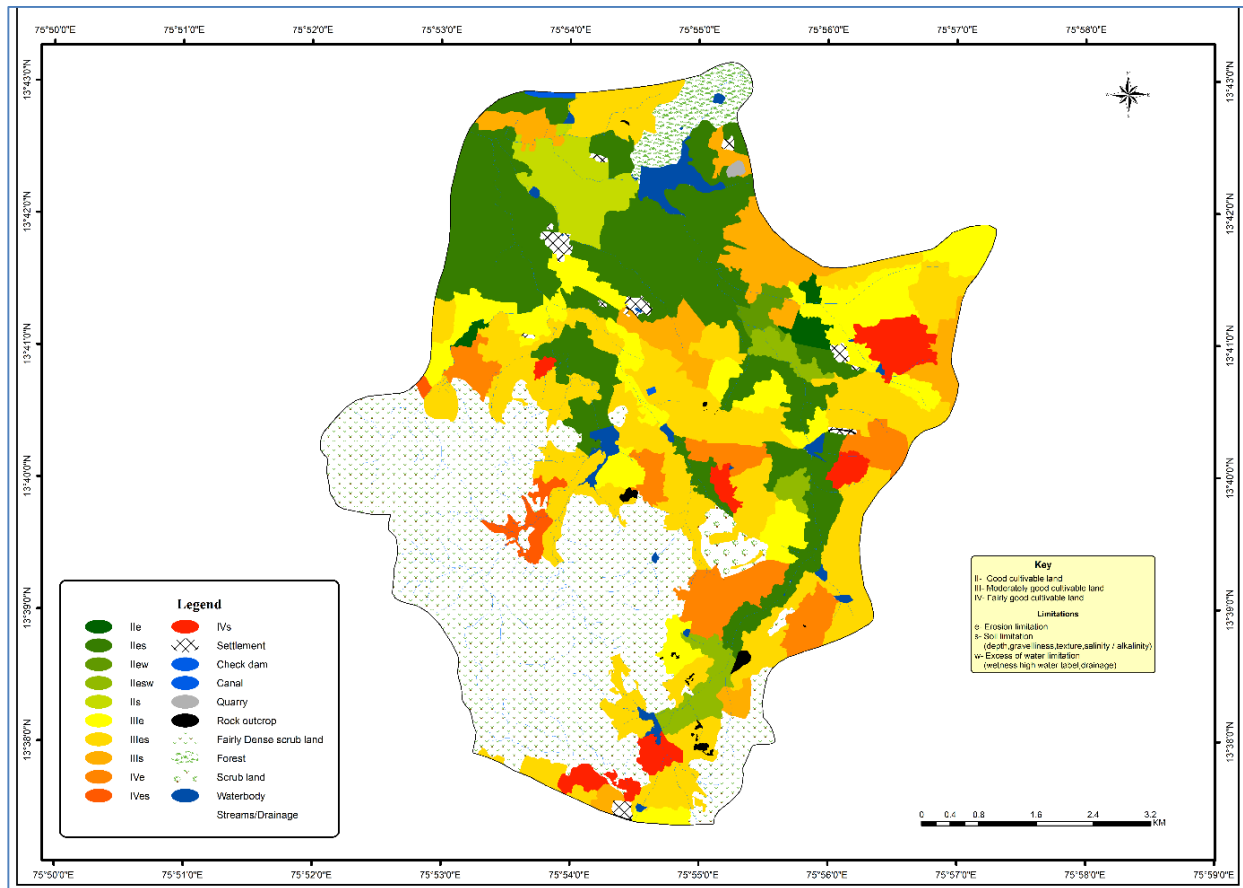 75°50'0"E 75°51'0"E 75°52'0"E 75°53'0"E 75°54'0"E 75°55'0"E 75°56'0"E 75°57'0"E 75°58'0"E
13°43'0"N 13°43'0"N
13°42'0"N 13°42'0"N
13°41'0"N 13°41'0"N
13°40'0"N 13°40'0"N
13°39'0"N 13°39'0"N
13°38'0"N 13°38'0"N
Key
II- Good cultivable land
III- Moderately good cultivable land
IV- Fairly good cultivable land
Limitations
e- Erosion limitation
s- Soil limitation
(depth,gravelliness,texture,salinity / alkalinity)
w- Excess of water limitation
(wetness high water label,drainage)
Legend
IIe
IIes
IIew
IIesw
IIs
IIIe
IIIes
IIIs
IVe
IVes
IVs
Settlement
Check dam
Canal
Quarry
Rock outcrop
Fairly Dense scrub land
Forest
Scrub land
Waterbody
Streams/Drainage
0 0.4 0.8 1.6 2.4 3.2
KM
75°50'0"E 75°51'0"E 75°52'0"E 75°53'0"E 75°54'0"E 75°55'0"E 75°56'0"E 75°57'0"E 75°58'0"E 75°59'0"E